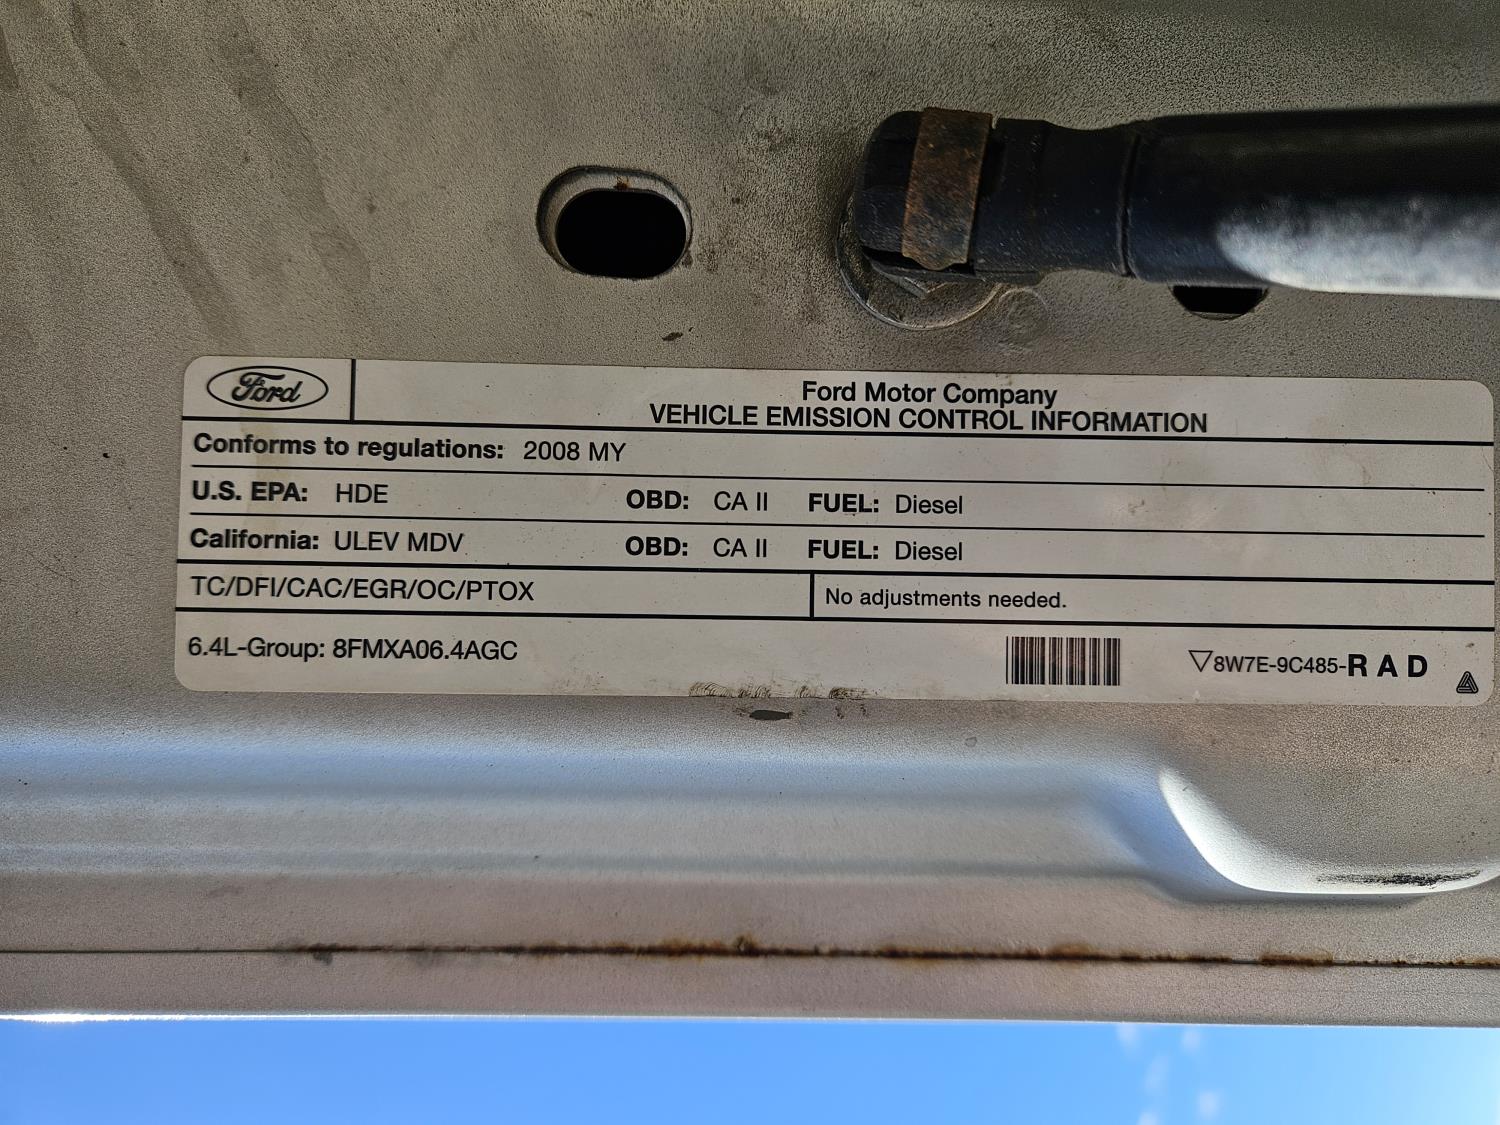 Ford
Ford Motor Company
VEHICLE EMISSION CONTROL INFORMATION
Conforms to regulations: 2008 MY
U.S. EPA: HDE OBD: CA II FUEL: Diesel
California: ULEV MDV OBD: CA II FUEL: Diesel
TC/DFI/CAC/EGR/OC/PTOX No adjustments needed.
6.4L-Group: 8FMXA06.4AGC ▽8W7E-9C485-R A D